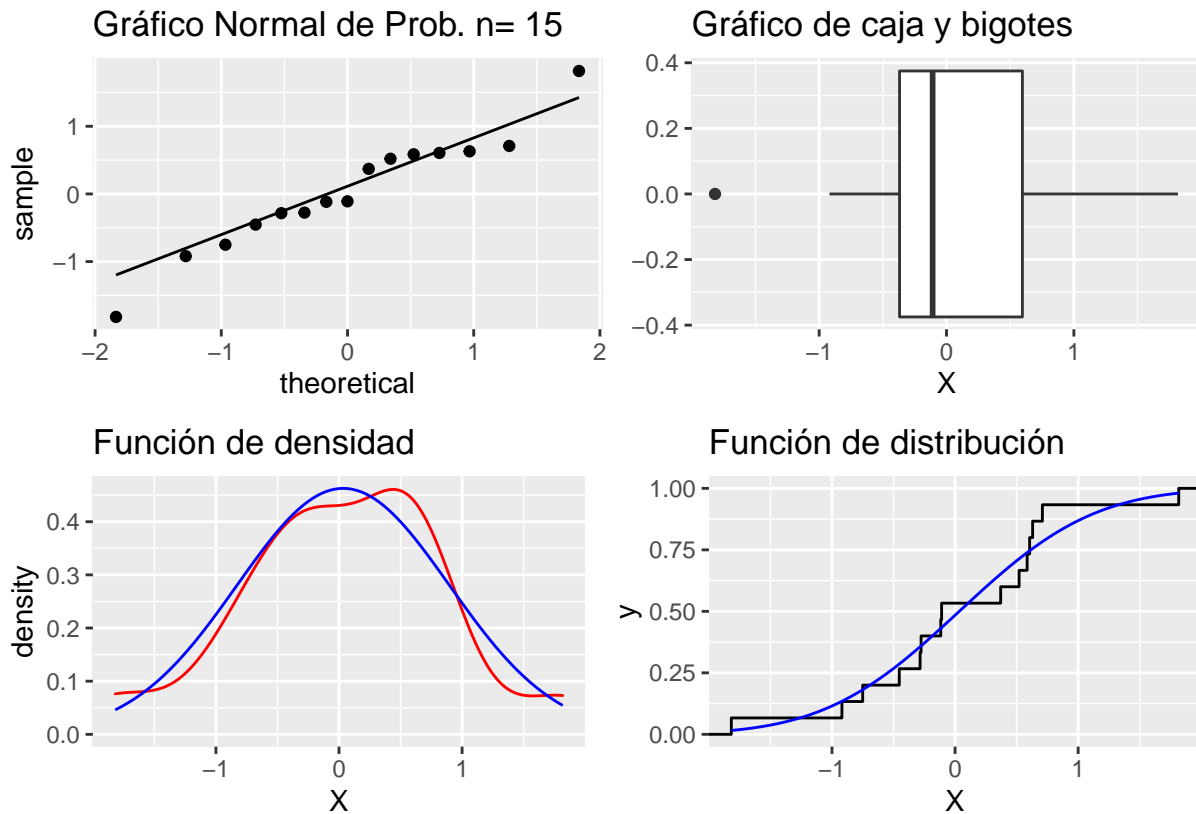 Gráfico Normal de Prob. n= 15
1
0
−1
sample
−2
−1
0
1
2
theoretical
Gráfico de caja y bigotes
0.4
0.2
0.0
−0.2
−0.4
−1
0
1
X
Función de densidad
0.4
0.3
0.2
0.1
0.0
density
−1
0
1
X
Función de distribución
1.00
0.75
0.50
0.25
0.00
y
−1
0
1
X